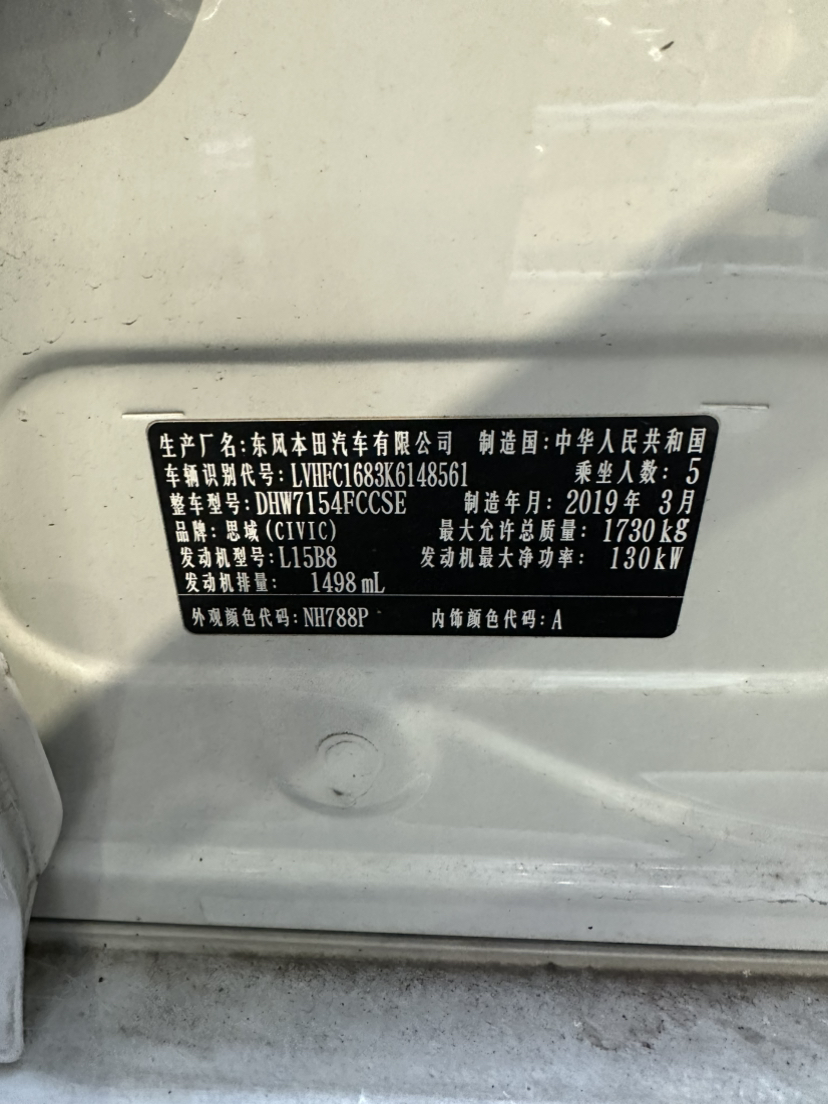 生产厂名:东风本田汽车有限公司 制造国:中华人民共和国
车辆识别代号:LVHFC1683K6148561 乘坐人数:5
整车型号:DHW7154FCCSE 制造年月:2019年 3月
品牌:思域(CIVIC) 最大允许总质量:1730kg
发动机型号:L15B8 发动机最大净功率:130kW
发动机排量: 1498mL
外观颜色代码:NH788P 内饰颜色代码:A